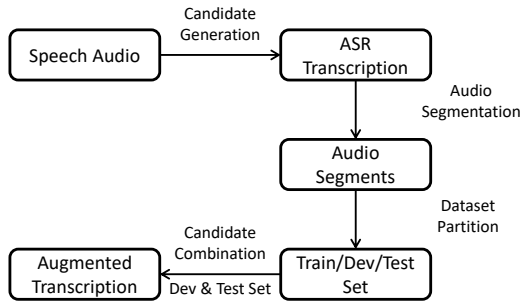 Candidate
Generation
Speech Audio
ASR
Transcription
Audio
Segmentation
Audio
Segments
Dataset
Partition
Candidate
Combination
Augmented
Transcription
Dev & Test Set
Train/Dev/Test
Set